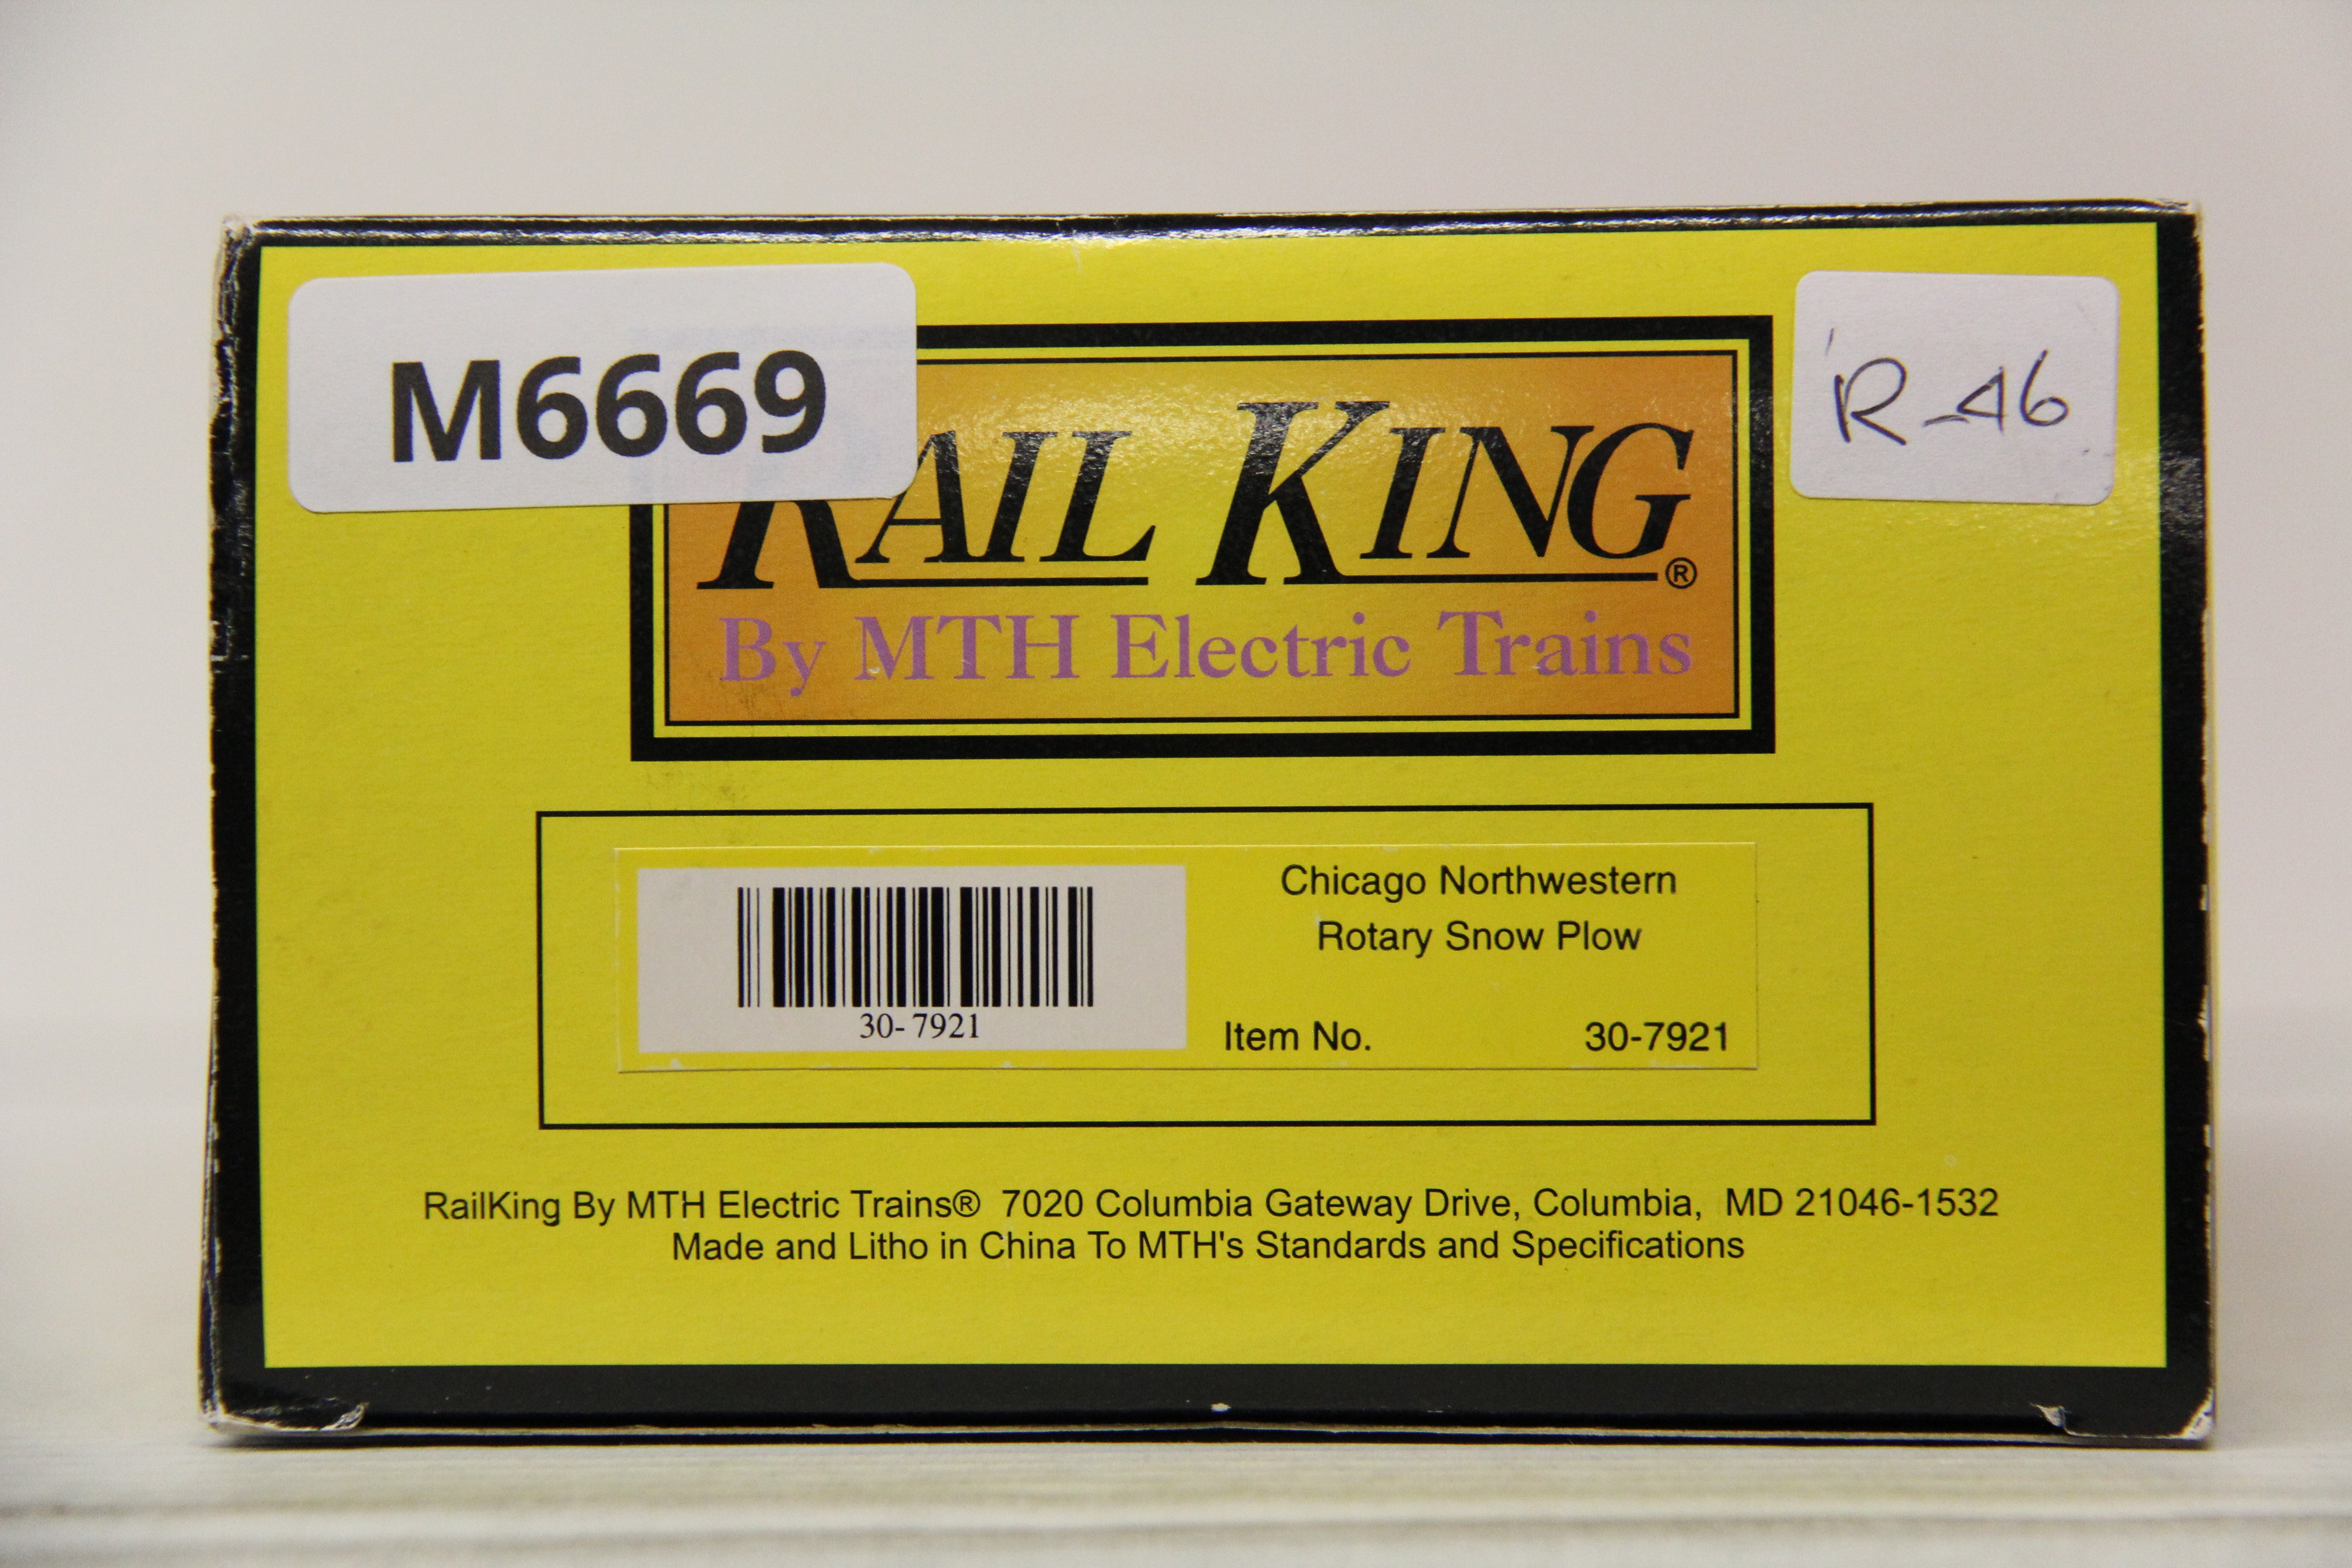 M6669
R-46
RAIL KING®
By MTH Electric Trains
Chicago Northwestern
Rotary Snow Plow
30-7921
Item No. 30-7921
RailKing By MTH Electric Trains® 7020 Columbia Gateway Drive, Columbia, MD 21046-1532
Made and Litho in China To MTH's Standards and Specifications